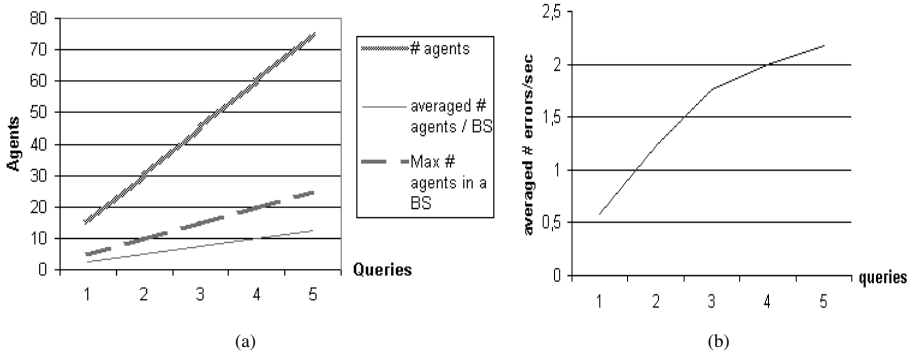 80
70
60
50
40
30
20
10
0
Agents
1 2 3 4 5
Queries
# agents
averaged #
agents / BS
Max #
agents in a
BS
(a)
2,5
2
1,5
1
0,5
0
averaged # errors/sec
1 2 3 4 5
queries
(b)